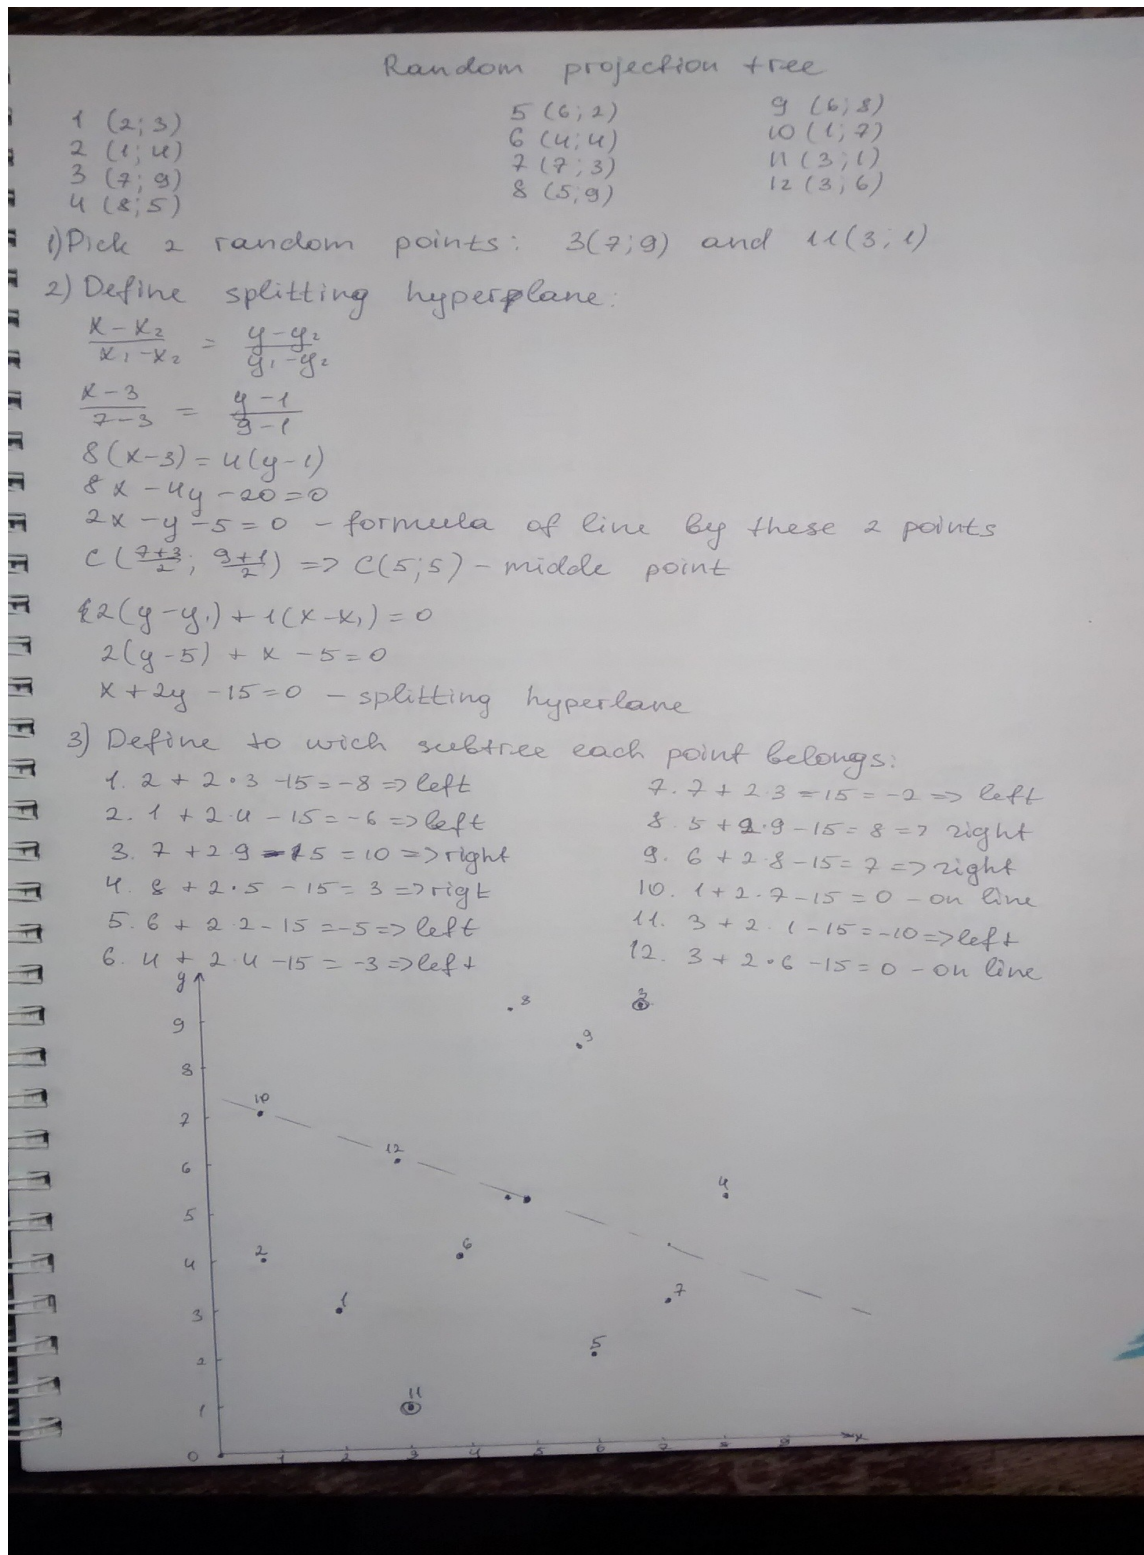 Random projection tree
1 (2; 3)
2 (1; 4)
3 (7; 9)
4 (8; 5)
5 (6; 2)
6 (4; 4)
7 (7; 3)
8 (5; 9)
9 (6; 8)
10 (1; 7)
11 (3; 1)
12 (3; 6)
1) Pick 2 random points: 3(7; 9) and 11(3; 1)
2) Define splitting hyperplane:
(x - x₂)/(x₁ - x₂) = (y - y₂)/(y₁ - y₂)
(x - 3)/(7 - 3) = (y - 1)/(9 - 1)
8(x - 3) = 4(y - 1)
8x - 4y - 20 = 0
2x - y - 5 = 0 - formula of line by these 2 points
C((7+3)/2; (9+1)/2) => C(5; 5) - middle point
2(y - y₁) + 1(x - x₁) = 0
2(y - 5) + x - 5 = 0
x + 2y - 15 = 0 - splitting hyperlane
3) Define to wich subtree each point belongs:
1. 2 + 2·3 - 15 = -8 => left
2. 1 + 2·4 - 15 = -6 => left
3. 7 + 2·9 - 15 = 10 => right
4. 8 + 2·5 - 15 = 3 => rigt
5. 6 + 2·2 - 15 = -5 => left
6. 4 + 2·4 - 15 = -3 => left
7. 7 + 2·3 - 15 = -2 => left
8. 5 + 2·9 - 15 = 8 => right
9. 6 + 2·8 - 15 = 7 => right
10. 1 + 2·7 - 15 = 0 - on line
11. 3 + 2·1 - 15 = -10 => left
12. 3 + 2·6 - 15 = 0 - on line
y
8
3
9
9
8
10
7
12
6
4
5
2
6
4
1
7
3
5
2
11
1
0
1 2 3 4 5 6 7 8 9 x